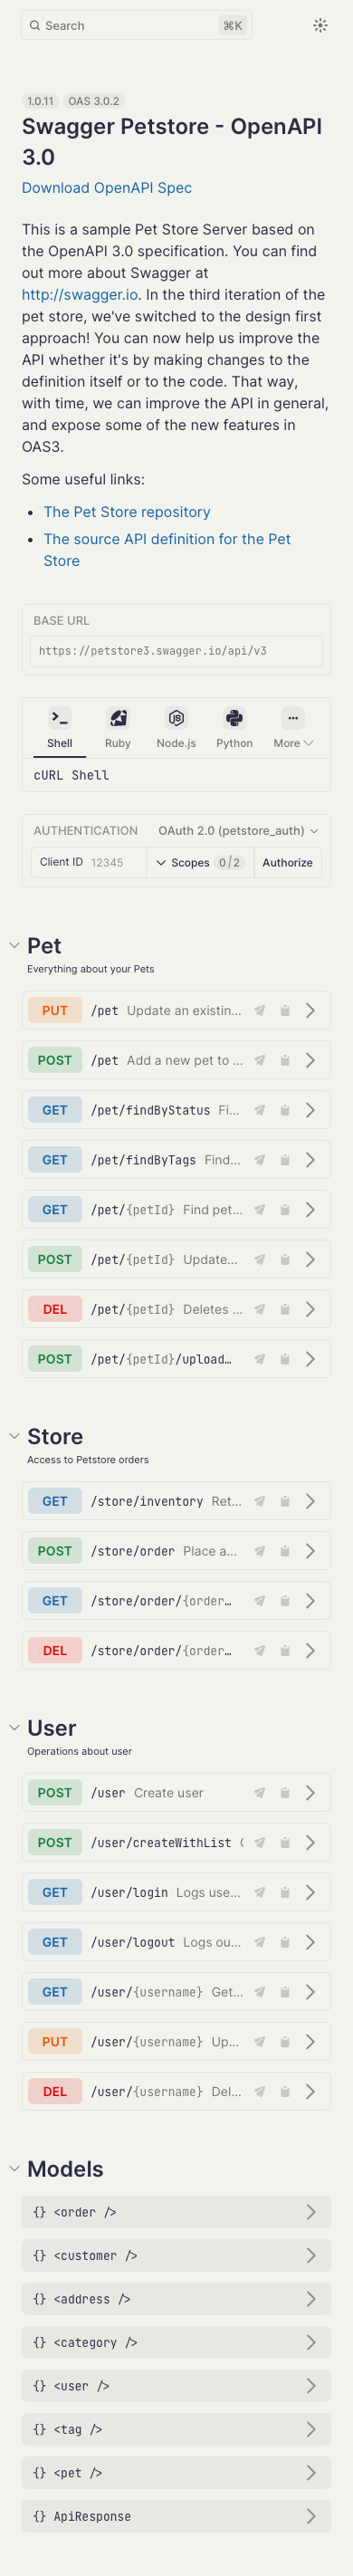 Search ⌘K
1.0.11 OAS 3.0.2
Swagger Petstore - OpenAPI
3.0
Download OpenAPI Spec
This is a sample Pet Store Server based on
the OpenAPI 3.0 specification. You can find
out more about Swagger at
http://swagger.io. In the third iteration of the
pet store, we've switched to the design first
approach! You can now help us improve the
API whether it's by making changes to the
definition itself or to the code. That way,
with time, we can improve the API in general,
and expose some of the new features in
OAS3.
Some useful links:
• The Pet Store repository
• The source API definition for the Pet
Store
BASE URL
https://petstore3.swagger.io/api/v3
Shell Ruby Node.js Python More
cURL Shell
AUTHENTICATION OAuth 2.0 (petstore_auth)
Client ID 12345 Scopes 0/2 Authorize
Pet
Everything about your Pets
PUT /pet Update an existin...
POST /pet Add a new pet to ...
GET /pet/findByStatus Fi...
GET /pet/findByTags Find...
GET /pet/{petId} Find pet...
POST /pet/{petId} Update...
DEL /pet/{petId} Deletes ...
POST /pet/{petId}/upload…
Store
Access to Petstore orders
GET /store/inventory Ret...
POST /store/order Place a...
GET /store/order/{order…
DEL /store/order/{order…
User
Operations about user
POST /user Create user
POST /user/createWithList
GET /user/login Logs use...
GET /user/logout Logs ou...
GET /user/{username} Get...
PUT /user/{username} Up...
DEL /user/{username} Del...
Models
{} <order />
{} <customer />
{} <address />
{} <category />
{} <user />
{} <tag />
{} <pet />
{} ApiResponse